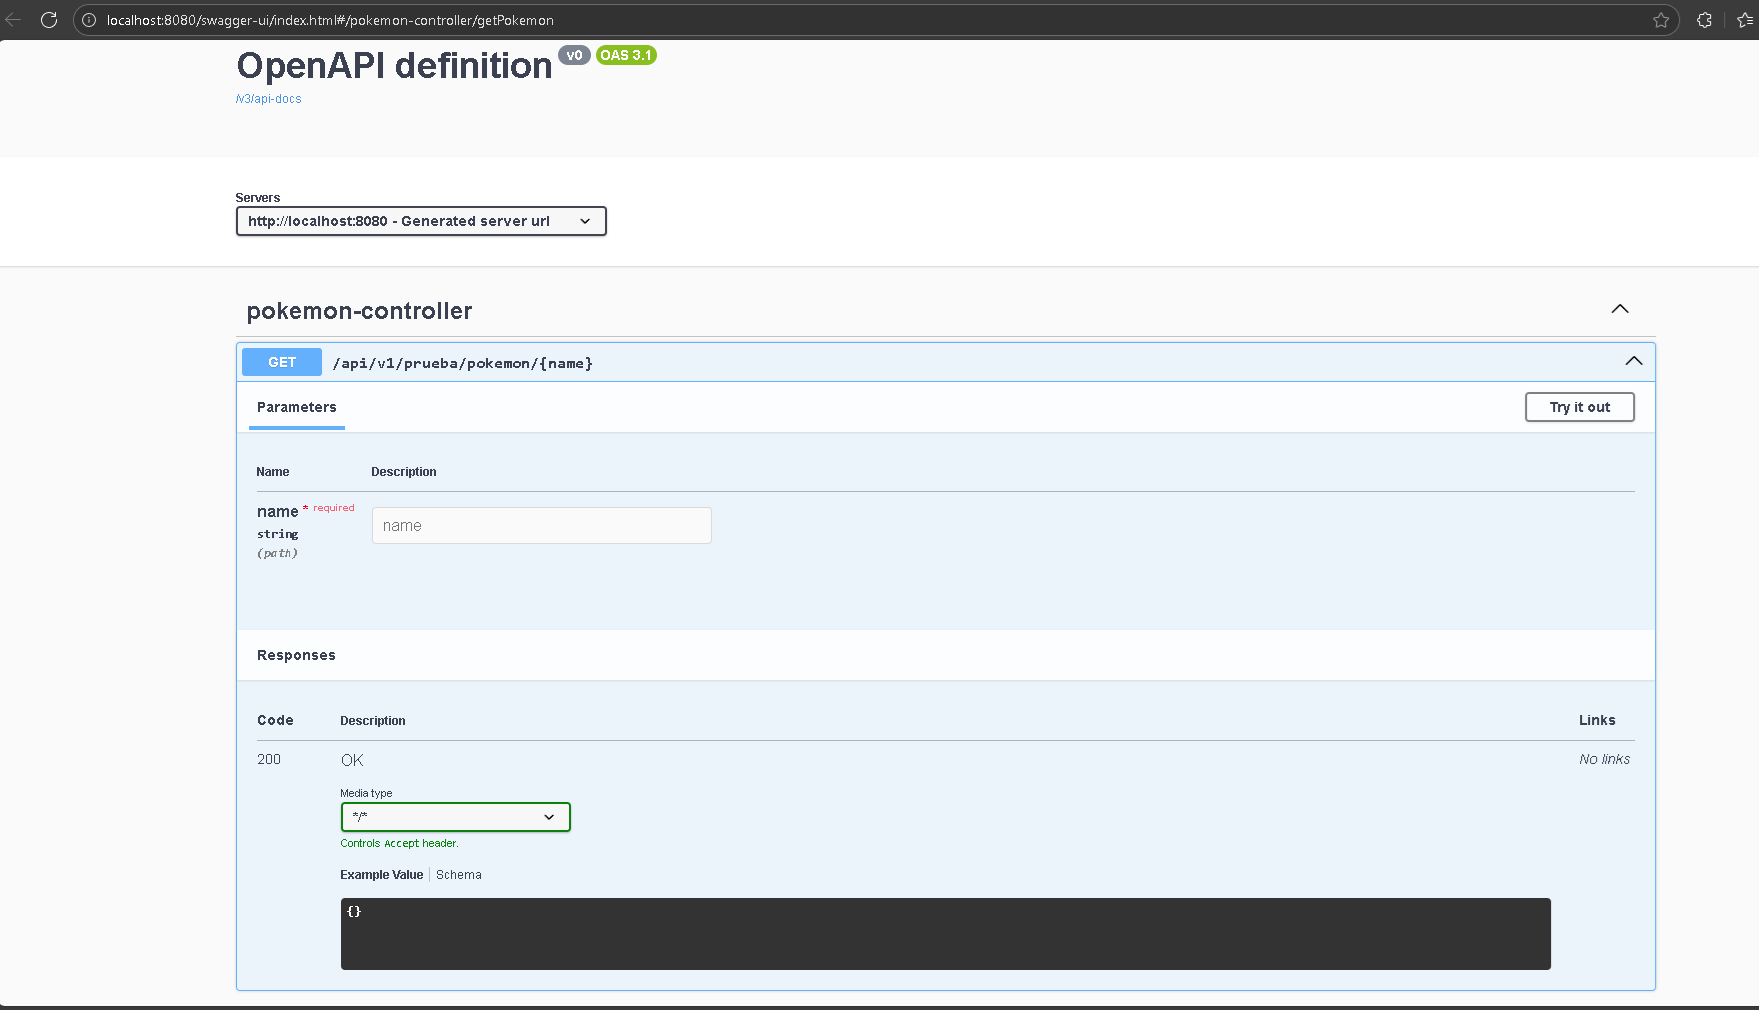 localhost:8080/swagger-ui/index.html#/pokemon-controller/getPokemon
OpenAPI definition v0 OAS 3.1
/v3/api-docs
Servers
http://localhost:8080 - Generated server url
pokemon-controller
GET /api/v1/prueba/pokemon/{name}
Parameters Try it out
Name Description
name * required
string
(path)
name
Responses
Code Description Links
200 OK No links
Media type
*/*
Controls Accept header.
Example Value Schema
{}